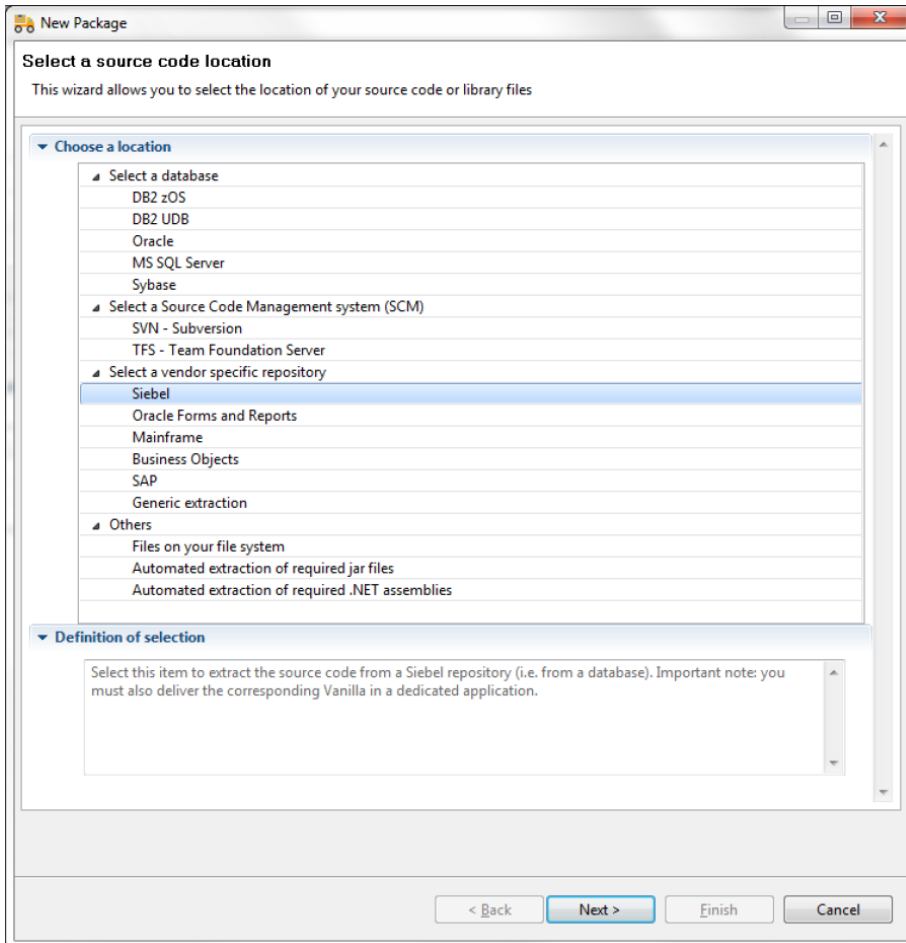 New Package
Select a source code location
This wizard allows you to select the location of your source code or library files
Choose a location
Select a database
DB2 zOS
DB2 UDB
Oracle
MS SQL Server
Sybase
Select a Source Code Management system (SCM)
SVN - Subversion
TFS - Team Foundation Server
Select a vendor specific repository
Siebel
Oracle Forms and Reports
Mainframe
Business Objects
SAP
Generic extraction
Others
Files on your file system
Automated extraction of required jar files
Automated extraction of required .NET assemblies
Definition of selection
Select this item to extract the source code from a Siebel repository (i.e. from a database). Important note: you
must also deliver the corresponding Vanilla in a dedicated application.
< Back Next > Finish Cancel